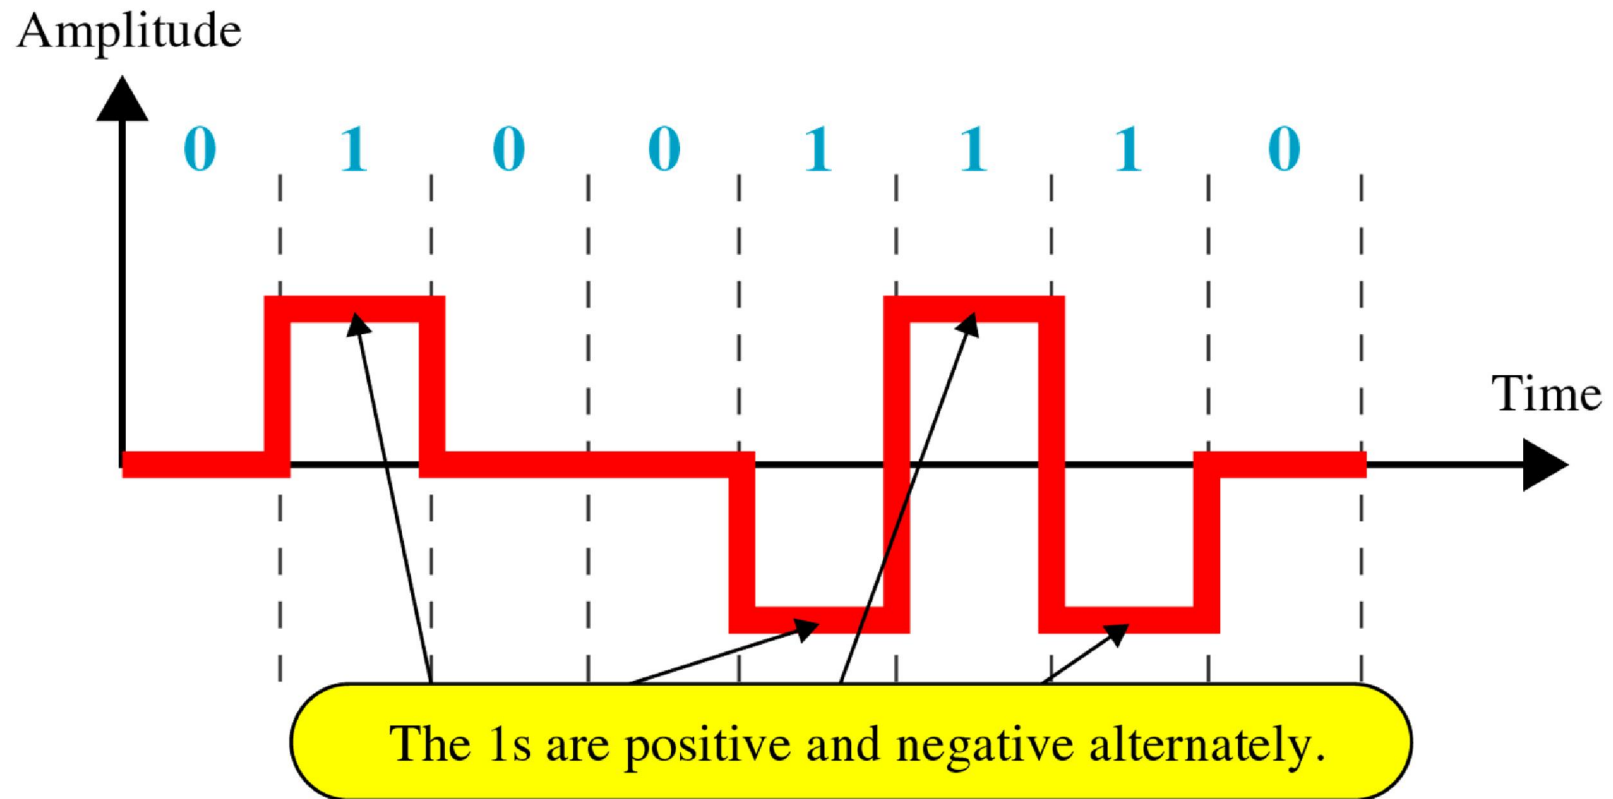 Amplitude
0 1 0 0 1 1 1 0
Time
The 1s are positive and negative alternately.